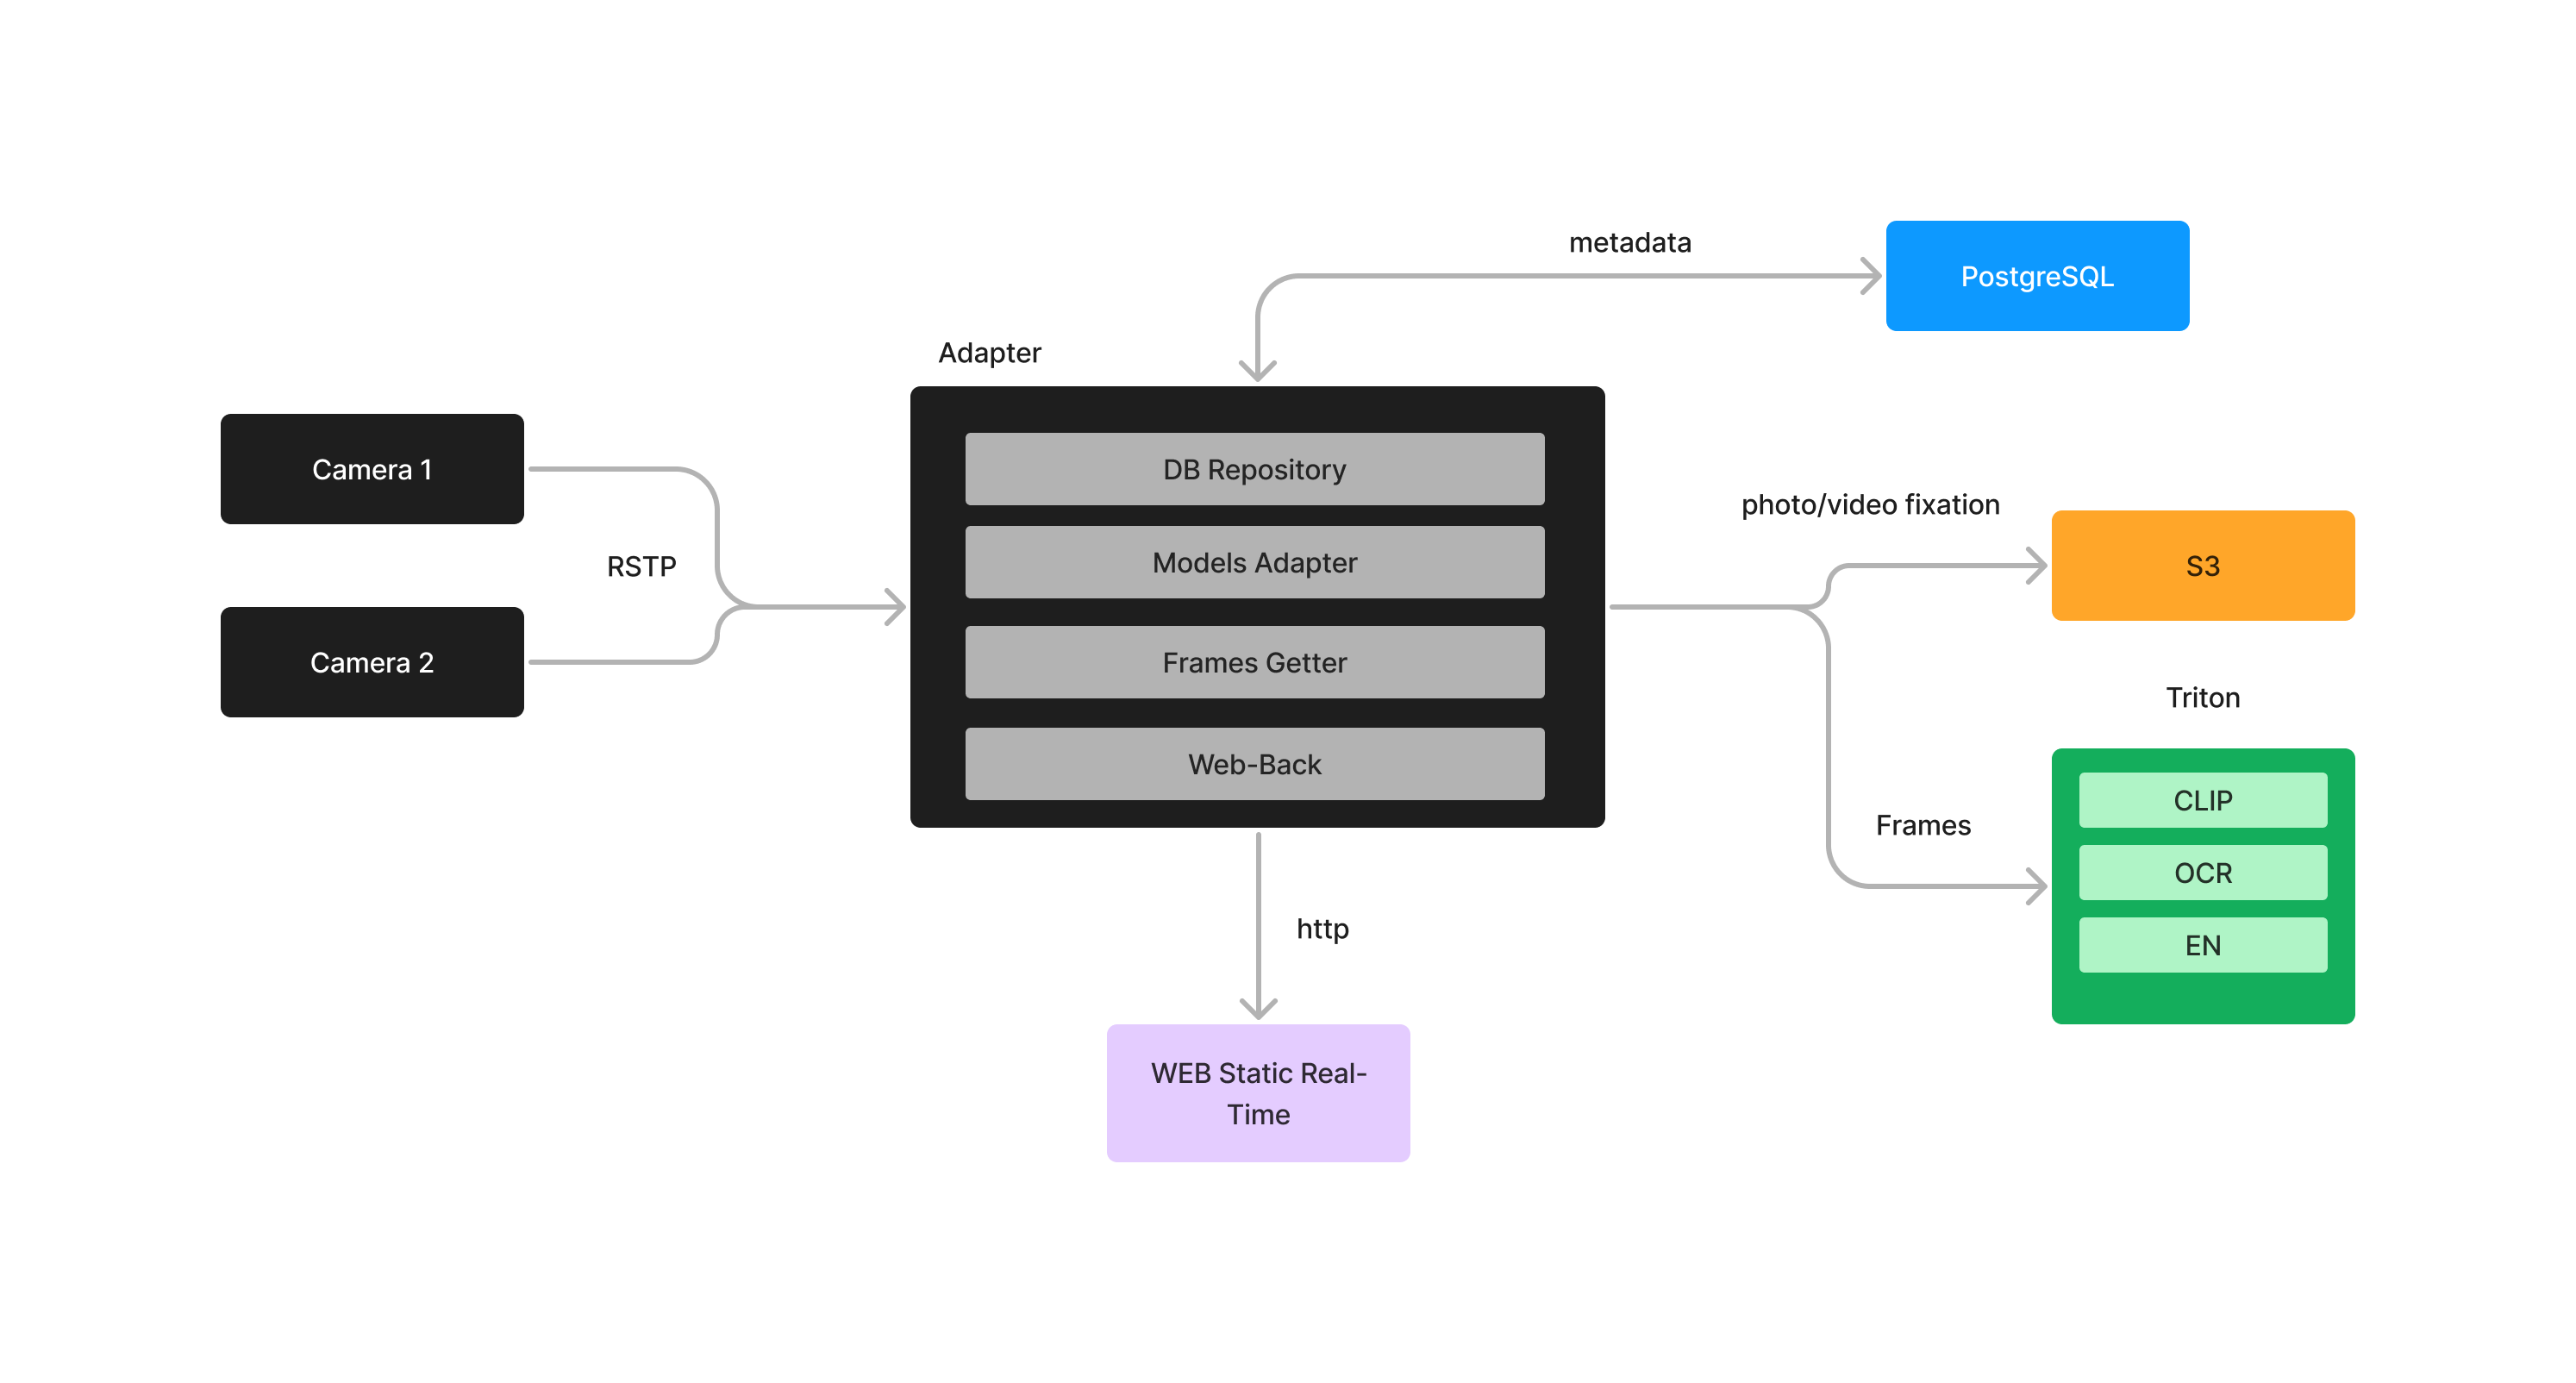 metadata
PostgreSQL
Adapter
Camera 1
RSTP
Camera 2
DB Repository
Models Adapter
Frames Getter
Web-Back
photo/video fixation
S3
Triton
Frames
CLIP
OCR
EN
http
WEB Static Real-
Time